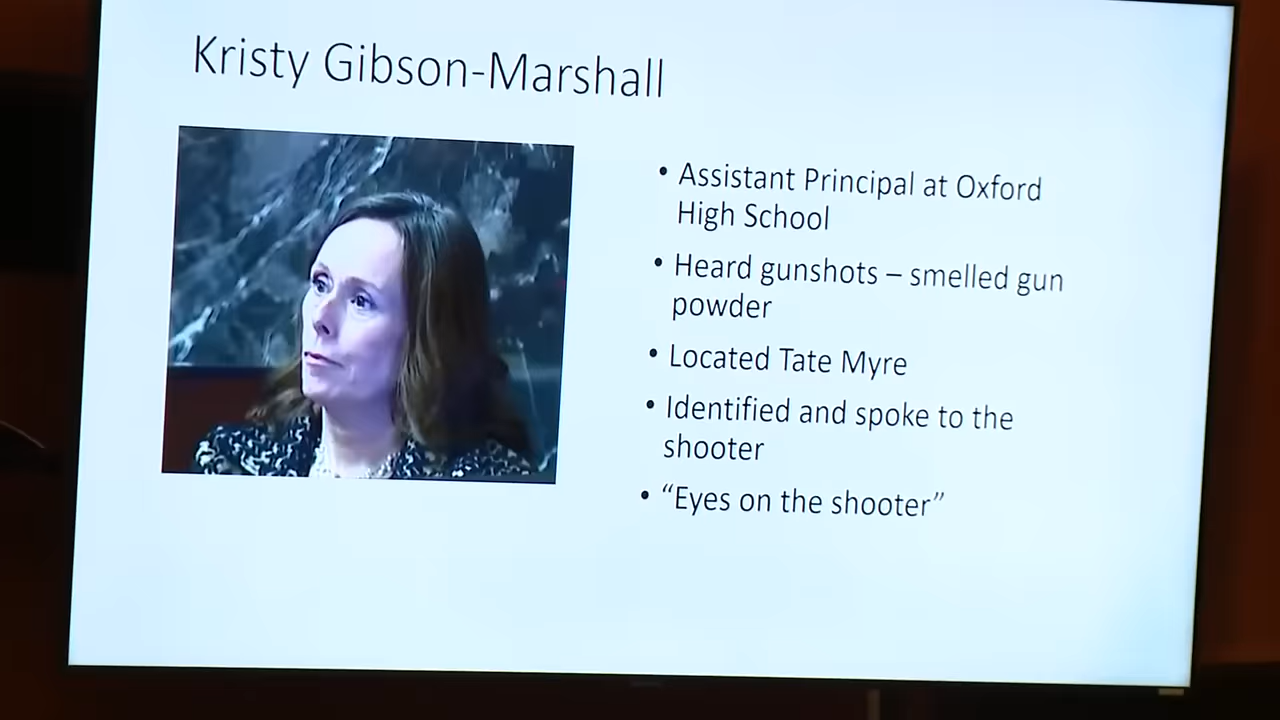 Kristy Gibson-Marshall
• Assistant Principal at Oxford
High School
• Heard gunshots – smelled gun
powder
• Located Tate Myre
• Identified and spoke to the
shooter
• “Eyes on the shooter”